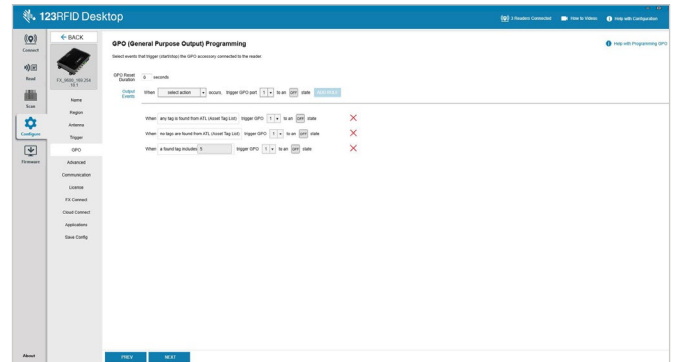 123RFID Desktop
3 Readers Connected
How to Videos
Help with Configuration
Connect
Read
Scan
Configure
Firmware
About
BACK
FX_9600_169.254
10.1
Name
Region
Antenna
Trigger
GPO
Advanced
Communication
License
FX Connect
Cloud Connect
Applications
Save Config
GPO (General Purpose Output) Programming
Help with Programming GPO
Select events that trigger (start/stop) the GPO accessory connected to the reader.
GPO Reset
Duration
6 seconds
Output
Events
When select action occurs, trigger GPO port 1 to an OFF state
When any tag is found from ATL (Asset Tag List) trigger GPO 1 to an OFF state
When no tags are found from ATL (Asset Tag List) trigger GPO 1 to an OFF state
When a found tag includes 5 trigger GPO 1 to an OFF state
PREV
NEXT